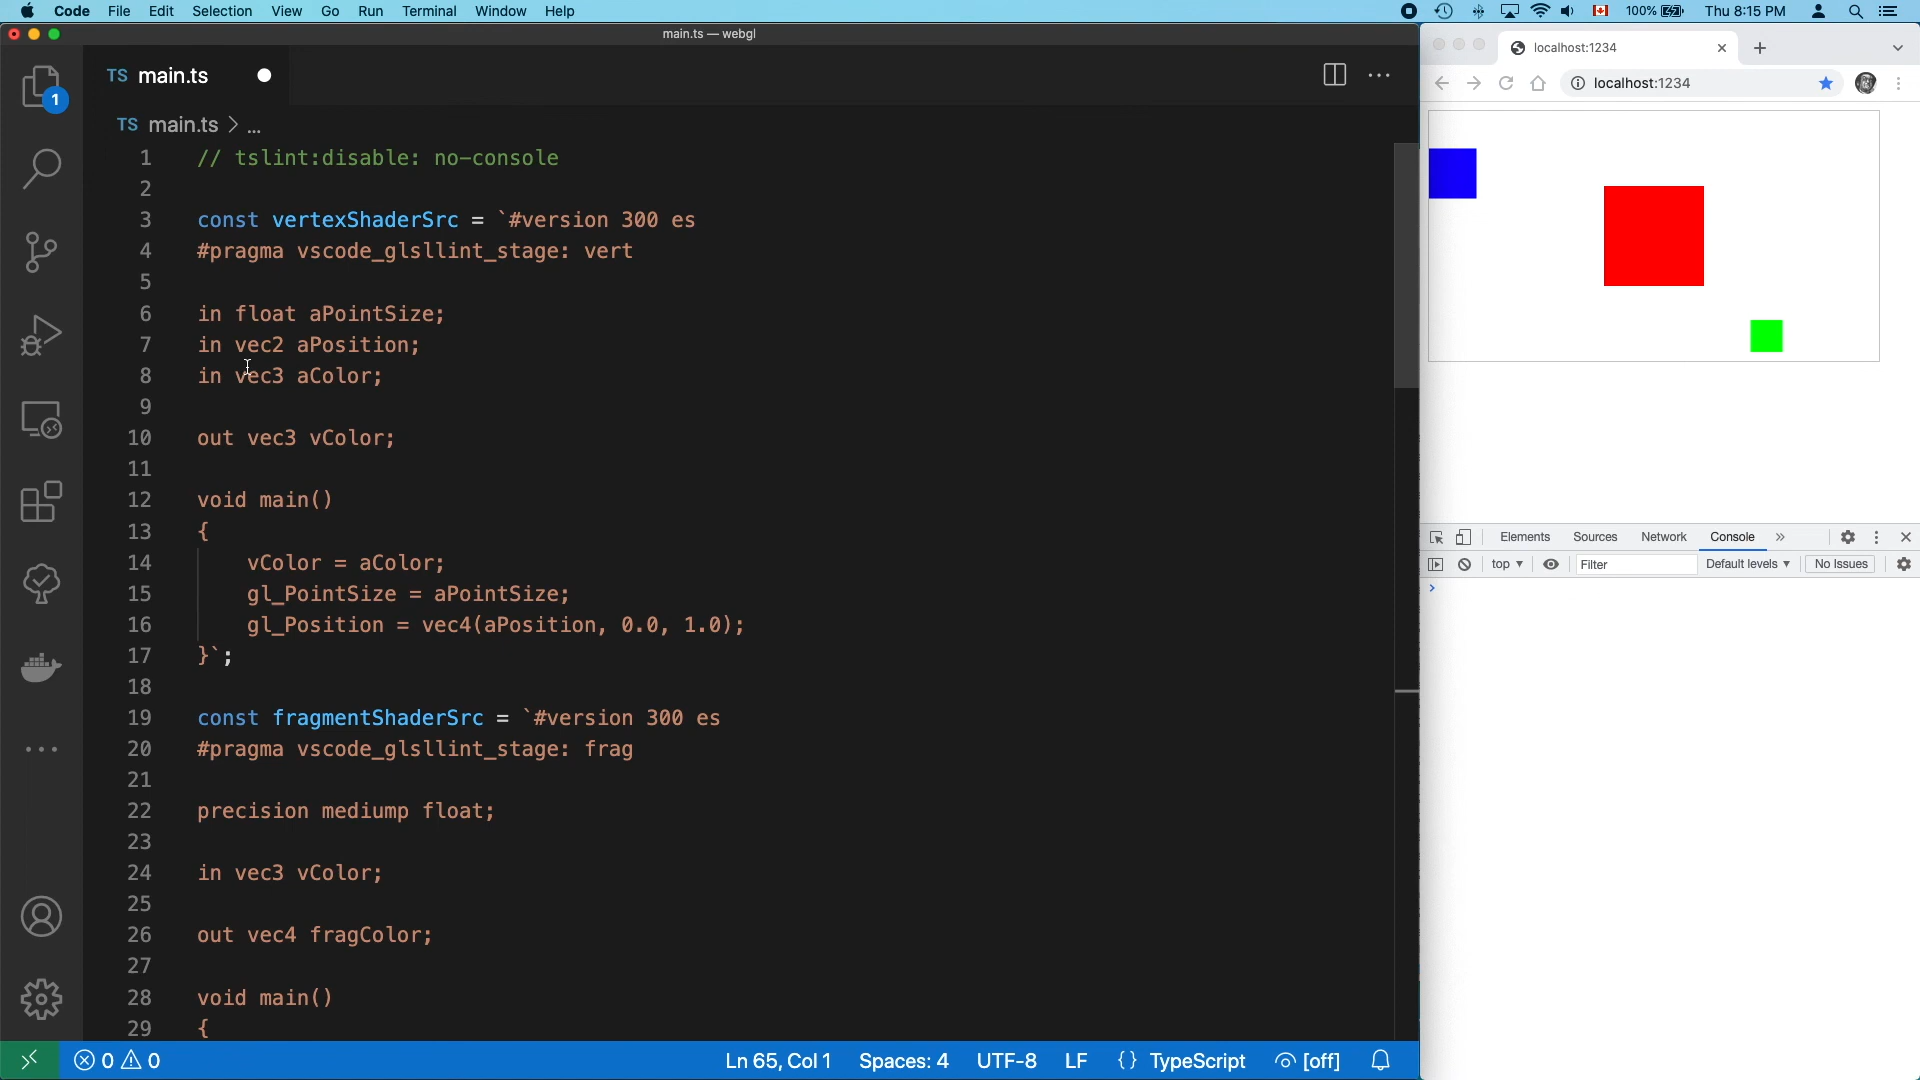 Code File Edit Selection View Go Run Terminal Window Help
100% Thu 8:15 PM
main.ts — webgl
TS main.ts
TS main.ts > ...
1 // tslint:disable: no-console
2
3 const vertexShaderSrc = `#version 300 es
4 #pragma vscode_glsllint_stage: vert
5
6 in float aPointSize;
7 in vec2 aPosition;
8 in vec3 aColor;
9
10 out vec3 vColor;
11
12 void main()
13 {
14 vColor = aColor;
15 gl_PointSize = aPointSize;
16 gl_Position = vec4(aPosition, 0.0, 1.0);
17 }`;
18
19 const fragmentShaderSrc = `#version 300 es
20 #pragma vscode_glsllint_stage: frag
21
22 precision mediump float;
23
24 in vec3 vColor;
25
26 out vec4 fragColor;
27
28 void main()
29 {
1
0 0 Ln 65, Col 1 Spaces: 4 UTF-8 LF {} TypeScript [off]
localhost:1234
localhost:1234
Elements Sources Network Console »
top Filter Default levels No Issues
›